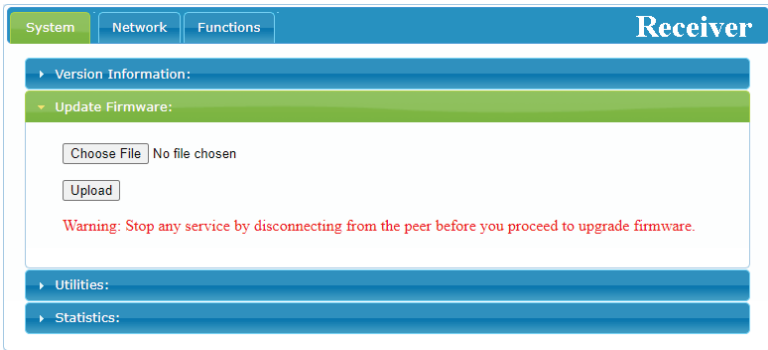 System Network Functions Receiver
Version Information:
Update Firmware:
Choose File No file chosen
Upload
Warning: Stop any service by disconnecting from the peer before you proceed to upgrade firmware.
Utilities:
Statistics: